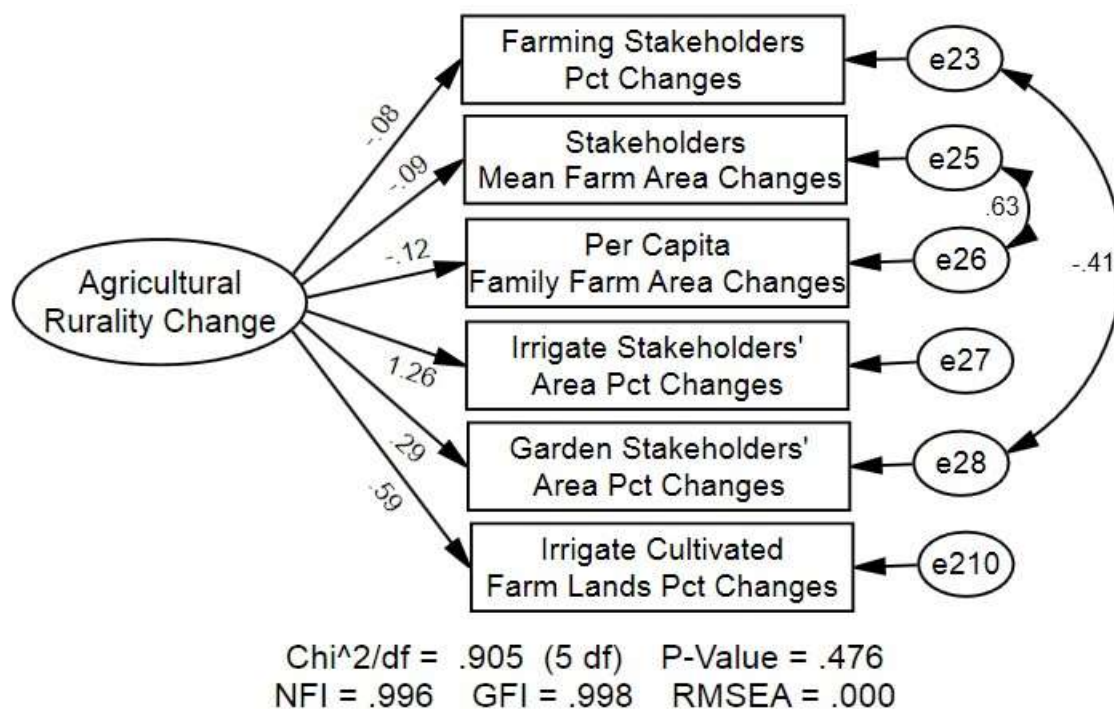 Farming Stakeholders
Pct Changes
e23
-.08
Stakeholders
Mean Farm Area Changes
e25
-.09
.63
Per Capita
Family Farm Area Changes
e26
-.12
-.41
Agricultural
Rurality Change
Irrigate Stakeholders'
Area Pct Changes
e27
1.26
Garden Stakeholders'
Area Pct Changes
e28
.29
.59
Irrigate Cultivated
Farm Lands Pct Changes
e210
Chi^2/df = .905 (5 df) P-Value = .476
NFI = .996 GFI = .998 RMSEA = .000